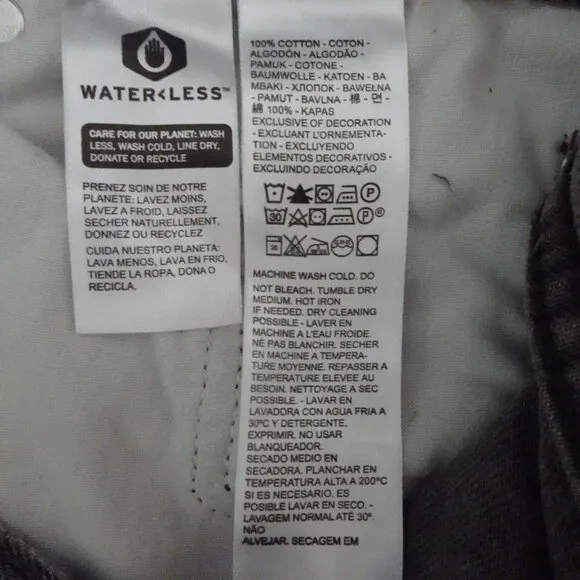 WATER<LESS™
CARE FOR OUR PLANET: WASH
LESS, WASH COLD, LINE DRY,
DONATE OR RECYCLE
PRENEZ SOIN DE NOTRE
PLANETE: LAVEZ MOINS,
LAVEZ A FROID, LAISSEZ
SECHER NATURELLEMENT,
DONNEZ OU RECYCLEZ
CUIDA NUESTRO PLANETA:
LAVA MENOS, LAVA EN FRIO,
TIENDE LA ROPA, DONA O
RECICLA.
100% COTTON - COTON -
ALGODÓN - ALGODÃO -
PAMUK - COTONE -
BAUMWOLLE - KATOEN - BA
MBAKI - ХЛОПОК - BAWEŁNA
- PAMUT - BAVLNA - 棉 - 면 -
綿 100% - KAPAS
EXCLUSIVE OF DECORATION
- EXCLUANT L'ORNEMENTA-
TION - EXCLUYENDO
ELEMENTOS DECORATIVOS -
EXCLUINDO DECORAÇÃO
P
30 P®
30
MACHINE WASH COLD. DO
NOT BLEACH. TUMBLE DRY
MEDIUM. HOT IRON
IF NEEDED. DRY CLEANING
POSSIBLE - LAVER EN
MACHINE A L'EAU FROIDE.
NE PAS BLANCHIR. SECHER
EN MACHINE A TEMPERA-
TURE MOYENNE. REPASSER A
TEMPERATURE ELEVEE AU
BESOIN. NETTOYAGE A SEC
POSSIBLE. - LAVAR EN
LAVADORA CON AGUA FRIA A
30ºC Y DETERGENTE,
EXPRIMIR. NO USAR
BLANQUEADOR.
SECADO MEDIO EN
SECADORA. PLANCHAR EN
TEMPERATURA ALTA A 200ºC
SI ES NECESARIO. ES
POSIBLE LAVAR EN SECO. -
LAVAGEM NORMAL ATÉ 30º.
NÃO
ALVEJAR. SECAGEM EM